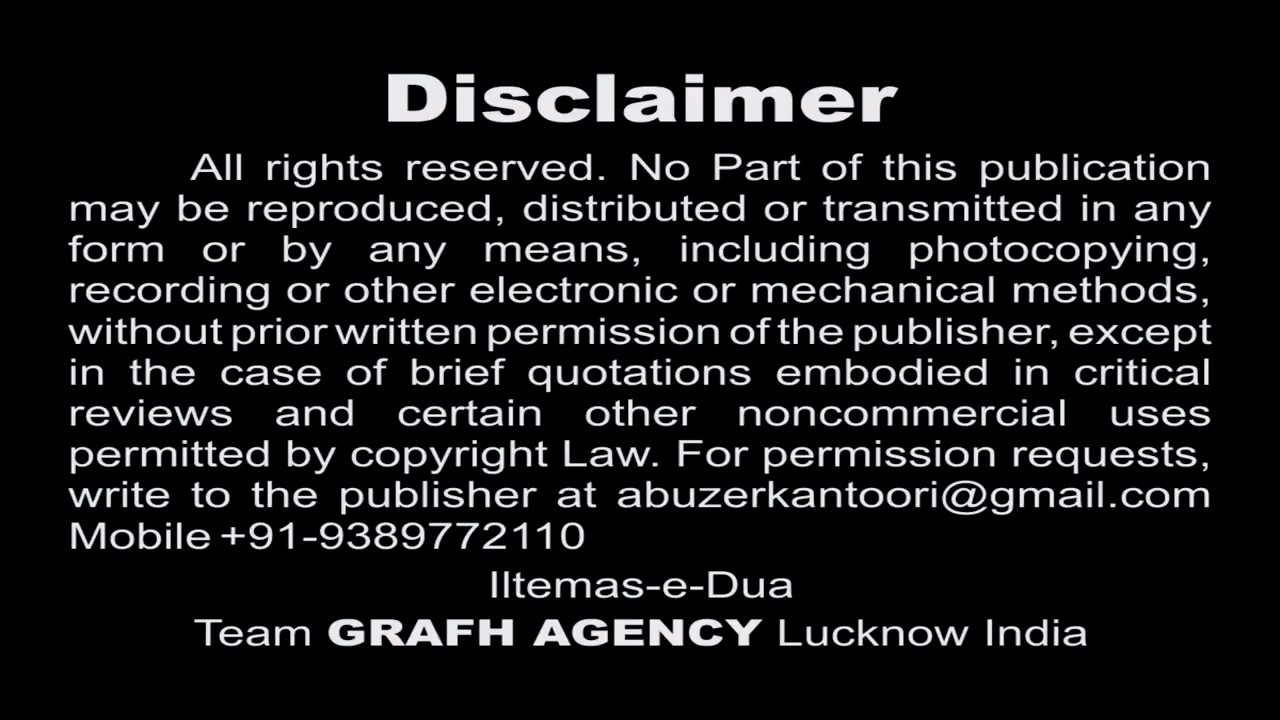 Disclaimer
All rights reserved. No Part of this publication
may be reproduced, distributed or transmitted in any
form or by any means, including photocopying,
recording or other electronic or mechanical methods,
without prior written permission of the publisher, except
in the case of brief quotations embodied in critical
reviews and certain other noncommercial uses
permitted by copyright Law. For permission requests,
write to the publisher at abuzerkantoori@gmail.com
Mobile +91-9389772110
Iltemas-e-Dua
Team GRAFH AGENCY Lucknow India